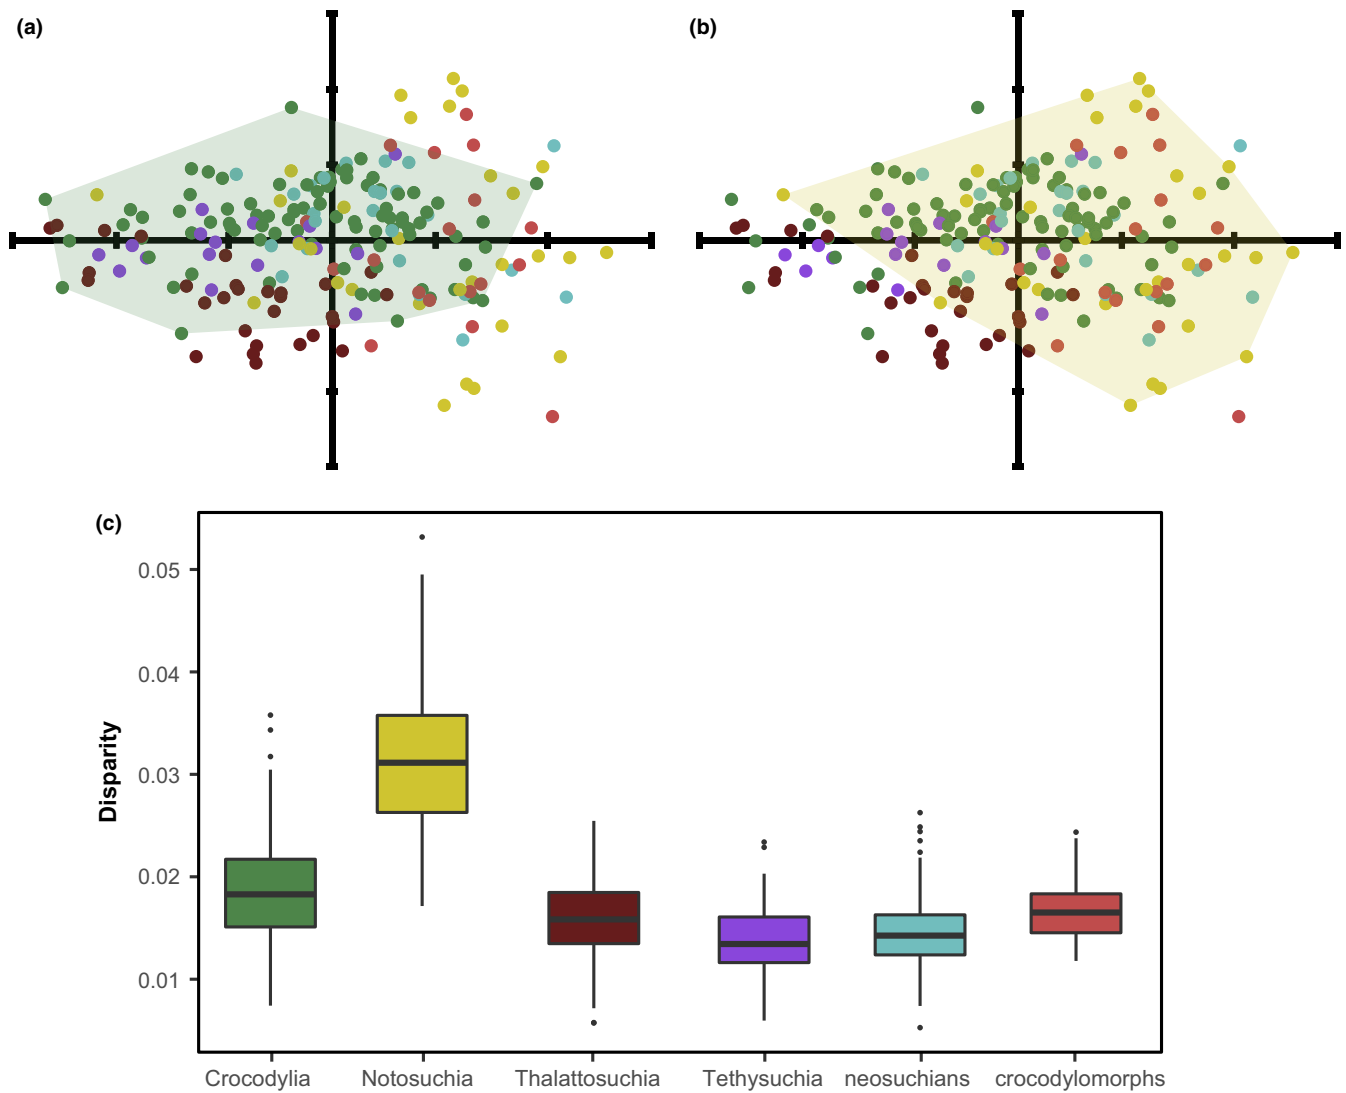 (a)
(b)
(c)
Disparity
0.05
0.04
0.03
0.02
0.01
Crocodylia Notosuchia Thalattosuchia Tethysuchia neosuchians crocodylomorphs